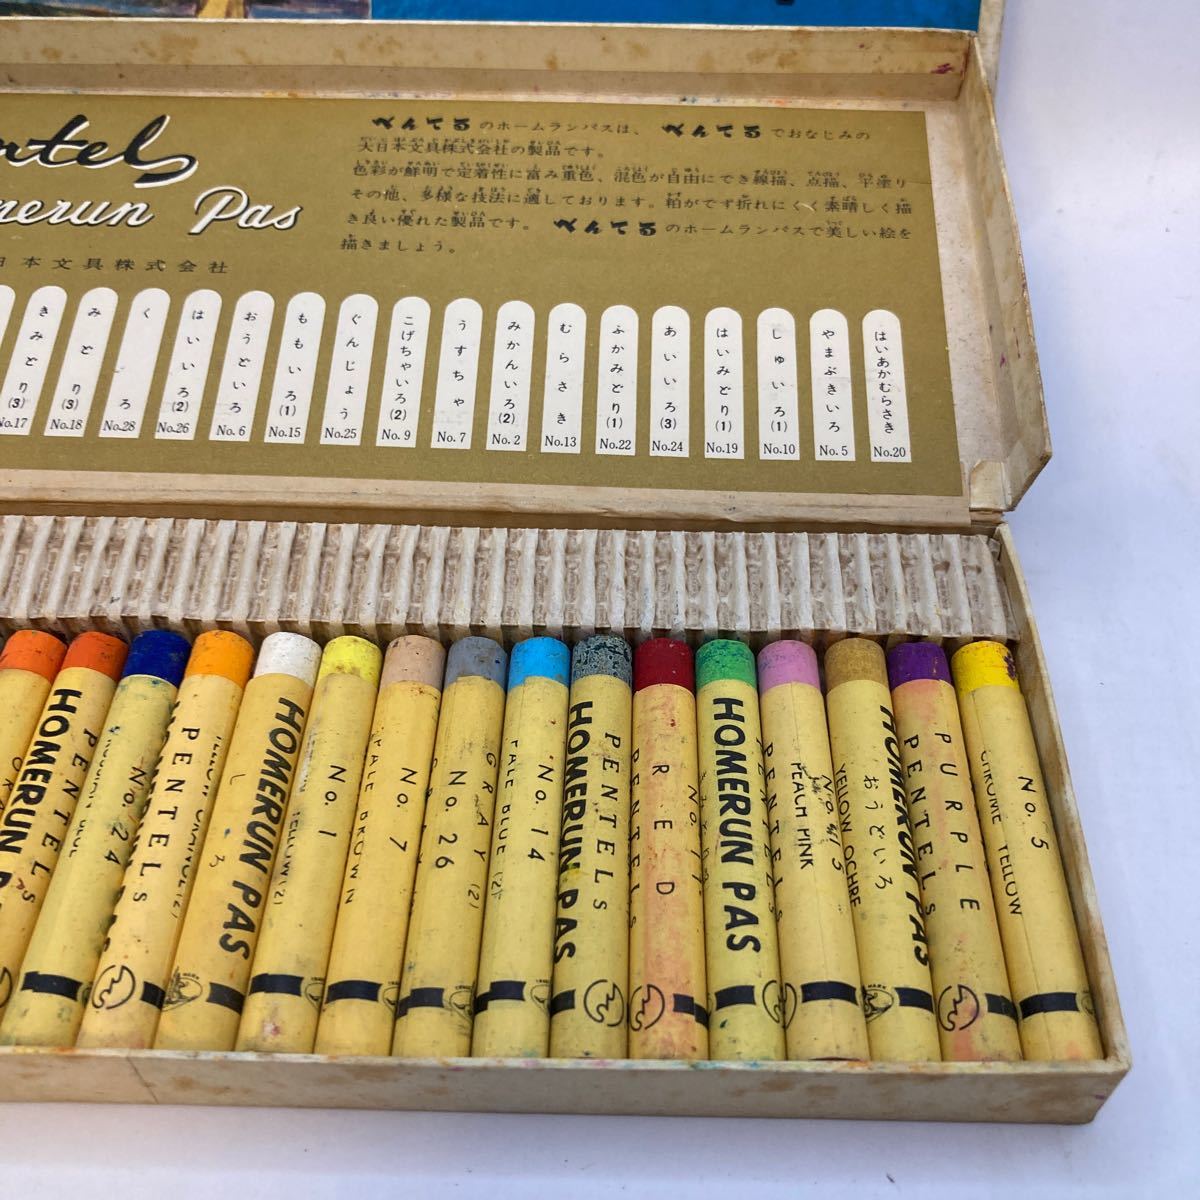 ntels
merun Pas
日本文具株式会社
ぺんてるのホームランパスは、ぺんてるでおなじみの
大日本文具株式会社の製品です。
色彩が鮮明で定着性に富み重色、混色が自由にでき線描、点描、平塗り
その他、多様な技法に適しております。粕がでず折れにくく素晴しく描
き良い優れた製品です。ぺんてるのホームランパスで美しい絵を
描きましょう。
きみどり(3) No.17
みどり(3) No.18
くろ No.28
はいいろ(2) No.26
おうどいろ No.6
ももいろ(1) No.15
ぐんじょう No.25
こげちゃいろ(2) No.9
うすちゃ No.7
みかんいろ(2) No.2
むらさき No.13
ふかみどり(1) No.22
あいいろ(3) No.24
はいみどり(1) No.19
しゅいろ(1) No.10
やまぶきいろ No.5
はいあかむらさき No.20
HOMERUN P
PENTELS
No. 24
PENTELS
HOMERUN PAS
YELLOW(2)
No. 1
PALE BROWN
No. 7
GRAY (2)
No. 26
PALE BLUE (2)
No. 14
HOMERUN PAS
PENTELS
RED
PENTELS
HOMERUN PAS
PENTELS
PEACH PINK
YELLOW OCHRE
おうどいろ
HOMERUN PAS
PENTELS
PURPLE
CHROME YELLOW
No. 5